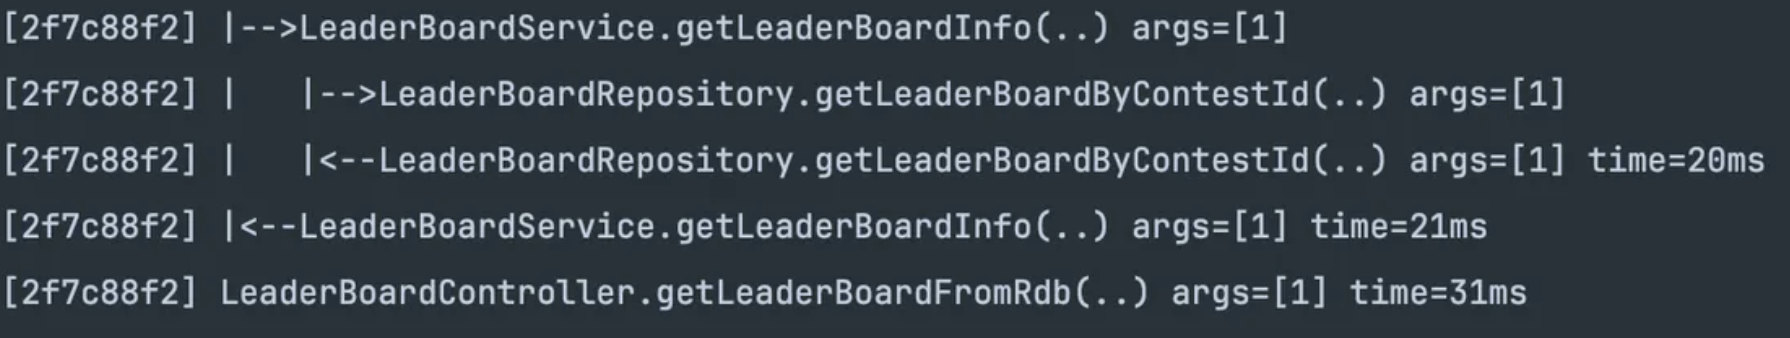 [2f7c88f2] |-->LeaderBoardService.getLeaderBoardInfo(..) args=[1]
[2f7c88f2] |   |-->LeaderBoardRepository.getLeaderBoardByContestId(..) args=[1]
[2f7c88f2] |   |<--LeaderBoardRepository.getLeaderBoardByContestId(..) args=[1] time=20ms
[2f7c88f2] |<--LeaderBoardService.getLeaderBoardInfo(..) args=[1] time=21ms
[2f7c88f2] LeaderBoardController.getLeaderBoardFromRdb(..) args=[1] time=31ms